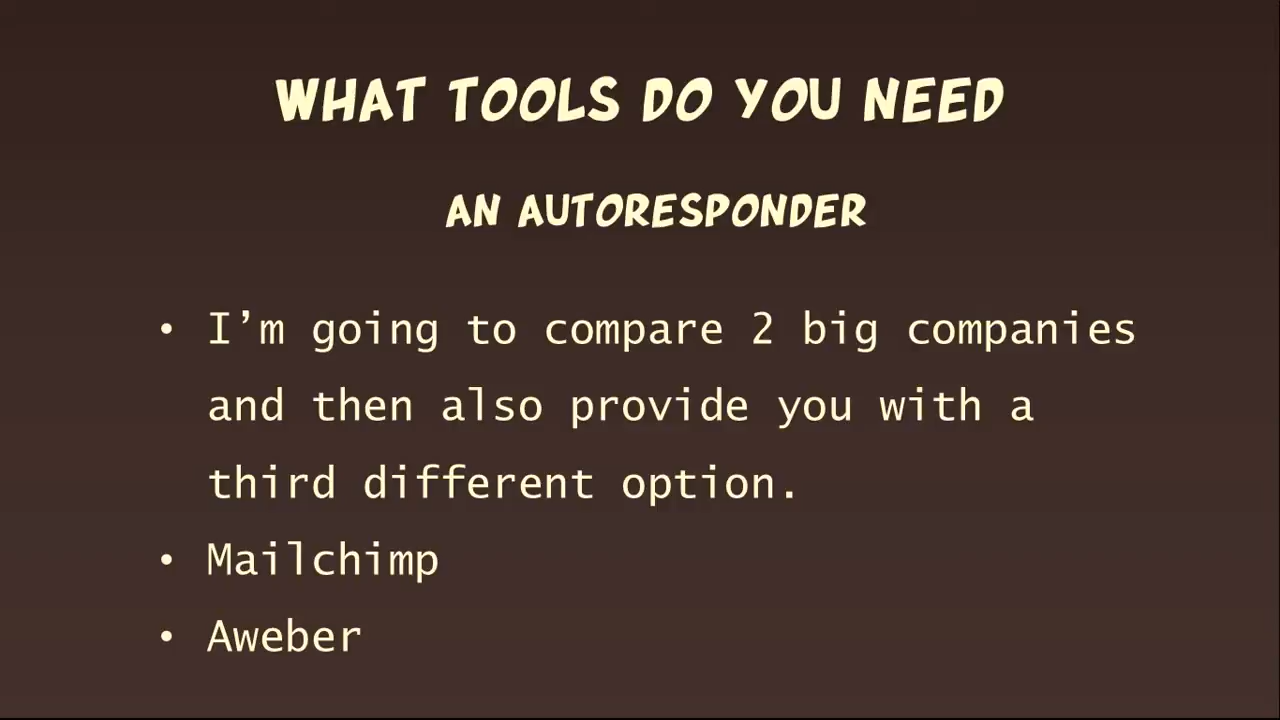 WHAT TOOLS DO YOU NEED
AN AUTORESPONDER
• I'm going to compare 2 big companies
and then also provide you with a
third different option.
• Mailchimp
• Aweber